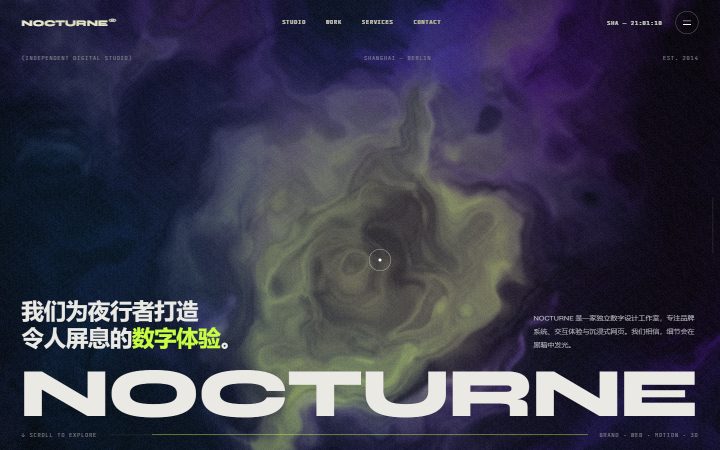 NOCTURNE
STUDIO WORK SERVICES CONTACT
SHA — 21:01:10
(INDEPENDENT DIGITAL STUDIO)
SHANGHAI — BERLIN
EST. 2014
我们为夜行者打造
令人屏息的数字体验。
NOCTURNE 是一家独立数字设计工作室，专注品牌
系统、交互体验与沉浸式网页。我们相信，细节会在
黑暗中发光。
NOCTURNE
↓ SCROLL TO EXPLORE
BRAND · WEB · MOTION · 3D